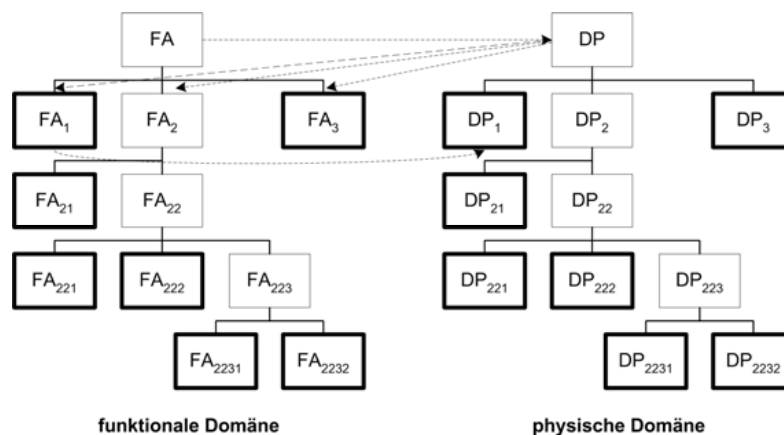 FA DP
FA₁ FA₂ FA₃ DP₁ DP₂ DP₃
FA₂₁ FA₂₂ DP₂₁ DP₂₂
FA₂₂₁ FA₂₂₂ FA₂₂₃ DP₂₂₁ DP₂₂₂ DP₂₂₃
FA₂₂₃₁ FA₂₂₃₂ DP₂₂₃₁ DP₂₂₃₂
funktionale Domäne physische Domäne